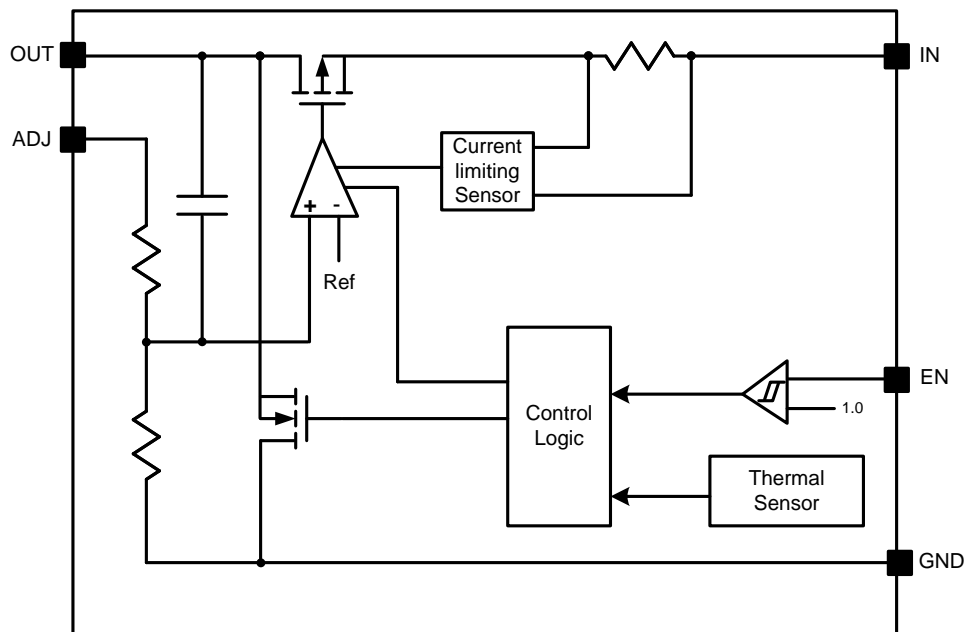 OUT
IN
ADJ
Current
limiting
Sensor
+ -
Ref
EN
1.0
Control
Logic
Thermal
Sensor
GND